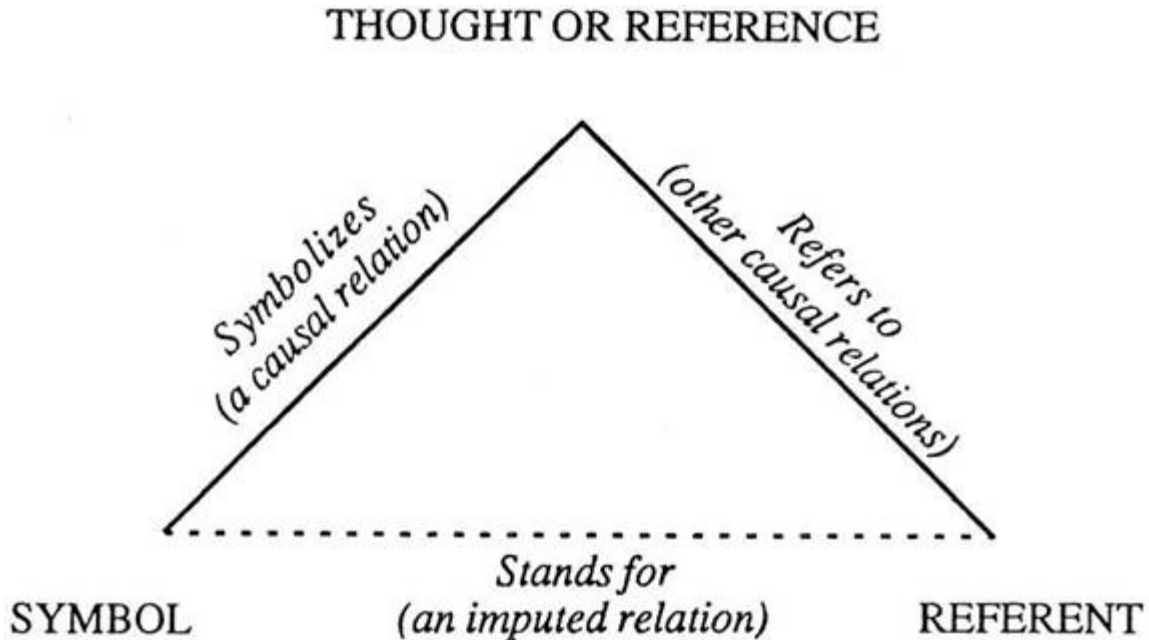 THOUGHT OR REFERENCE
Symbolizes
(a causal relation)
Refers to
(other causal relations)
Stands for
(an imputed relation)
SYMBOL
REFERENT